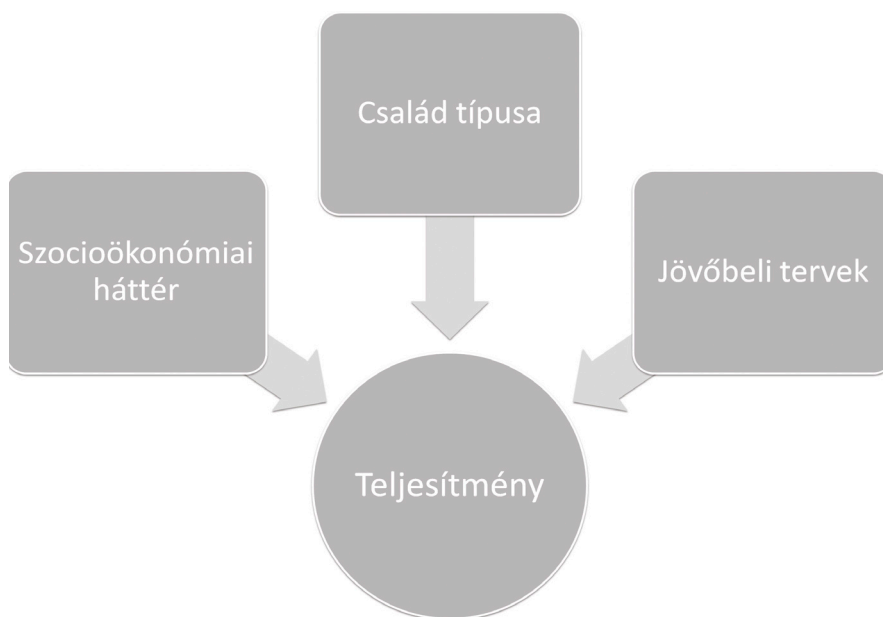 Család típusa
Szocioökonómiai
háttér
Jövőbeli tervek
Teljesítmény